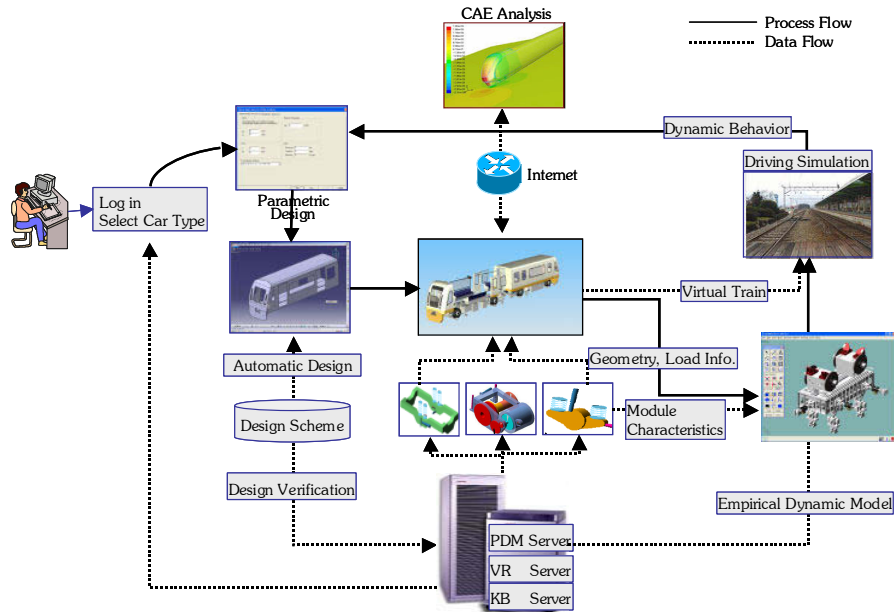 CAE Analysis
Process Flow
Data Flow
Dynamic Behavior
Driving Simulation
Internet
Log in
Select Car Type
Parametric
Design
Virtual Train
Automatic Design
Geometry, Load Info.
Design Scheme
Module
Characteristics
Design Verification
Empirical Dynamic Model
PDM Server
VR Server
KB Server